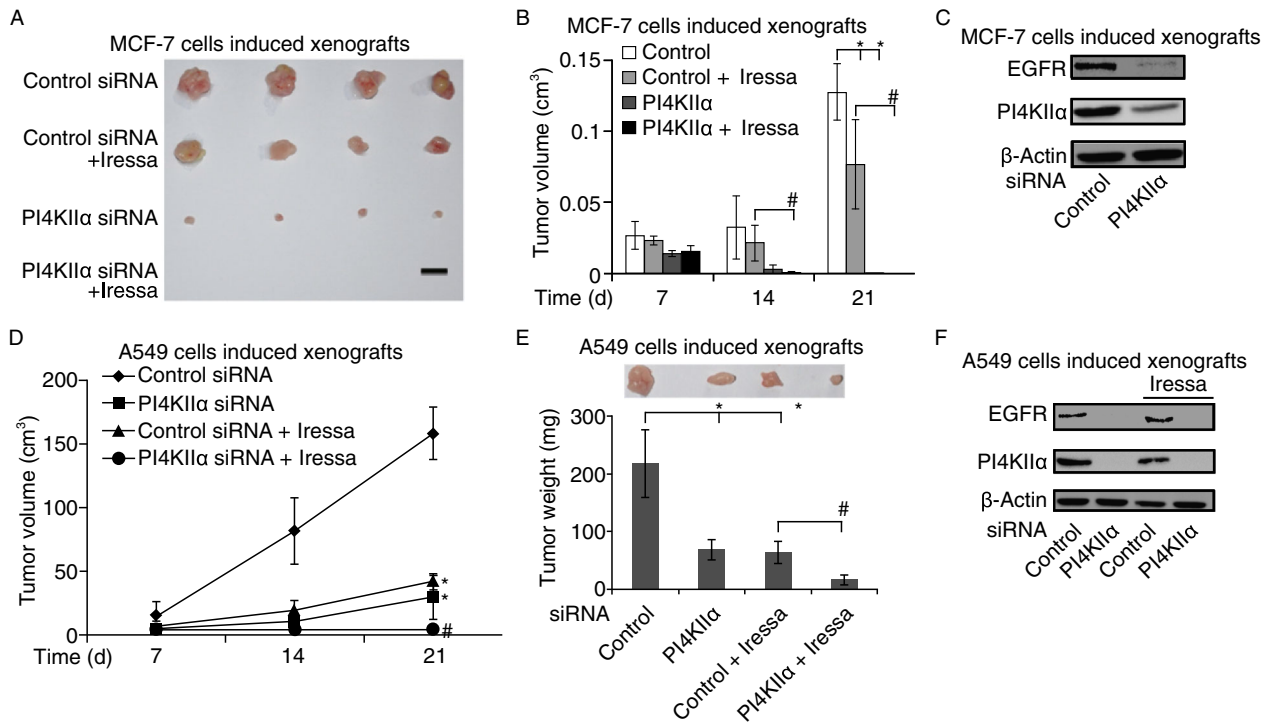 A
MCF-7 cells induced xenografts
Control siRNA
Control siRNA
+Iressa
PI4KIIα siRNA
PI4KIIα siRNA
+Iressa
B
MCF-7 cells induced xenografts
Control
Control + Iressa
PI4KIIα
PI4KIIα + Iressa
Tumor volume (cm³)
0.15
0.1
0.05
0
* *
#
#
Time (d) 7 14 21
C
MCF-7 cells induced xenografts
EGFR
PI4KIIα
β-Actin
siRNA
Control
PI4KIIα
D
A549 cells induced xenografts
Control siRNA
PI4KIIα siRNA
Control siRNA + Iressa
PI4KIIα siRNA + Iressa
Tumor volume (cm³)
200
150
100
50
0
*
*
#
Time (d) 7 14 21
E
A549 cells induced xenografts
Tumor weight (mg)
300
200
100
0
* *
#
siRNA
Control
PI4KIIα
Control + Iressa
PI4KIIα + Iressa
F
A549 cells induced xenografts
Iressa
EGFR
PI4KIIα
β-Actin
siRNA
Control
PI4KIIα
Control
PI4KIIα